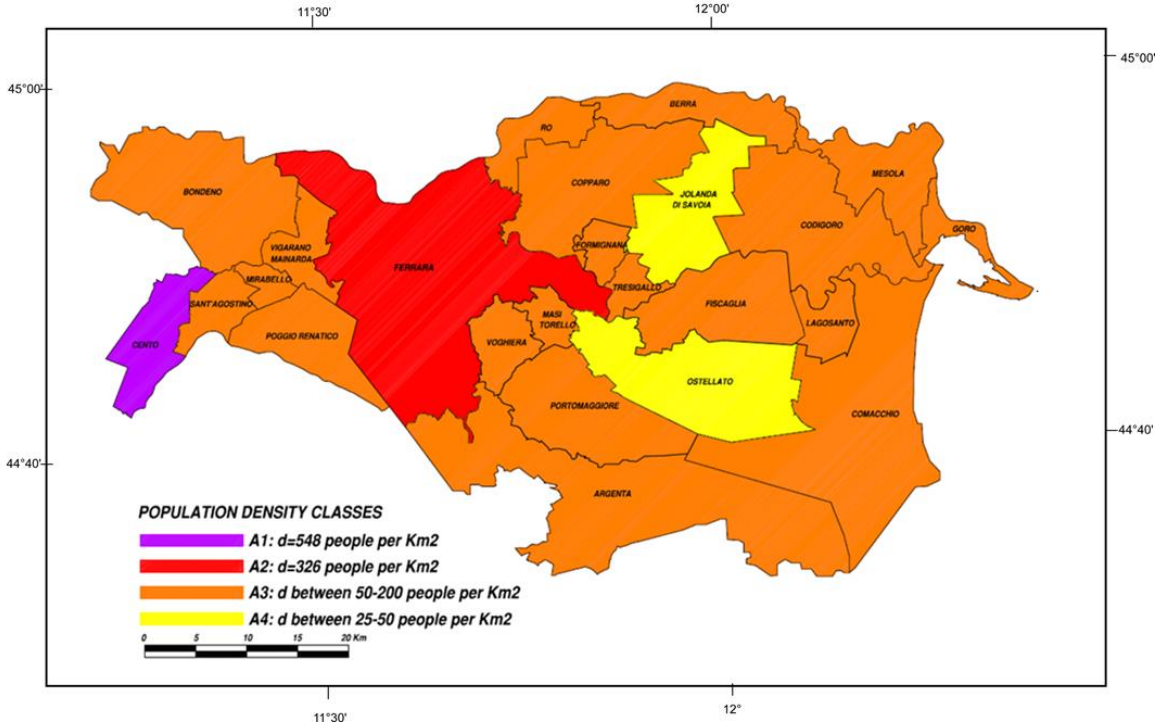 11°30'
12°00'
45°00'
45°00'
BERRA
RO
BONDENO
COPPARO
MESOLA
JOLANDA
DI SAVOIA
CODIGORO
GORO
VIGARANO
MAINARDA
FORMIGNANA
FERRARA
MIRABELLO
TRESIGALLO
SANT'AGOSTINO
FISCAGLIA
MASI
TORELLO
LAGOSANTO
POGGIO RENATICO
VOGHIERA
CENTO
OSTELLATO
PORTOMAGGIORE
COMACCHIO
44°40'
44°40'
ARGENTA
POPULATION DENSITY CLASSES
A1: d=548 people per Km2
A2: d=326 people per Km2
A3: d between 50-200 people per Km2
A4: d between 25-50 people per Km2
0 5 10 15 20 Km
11°30'
12°